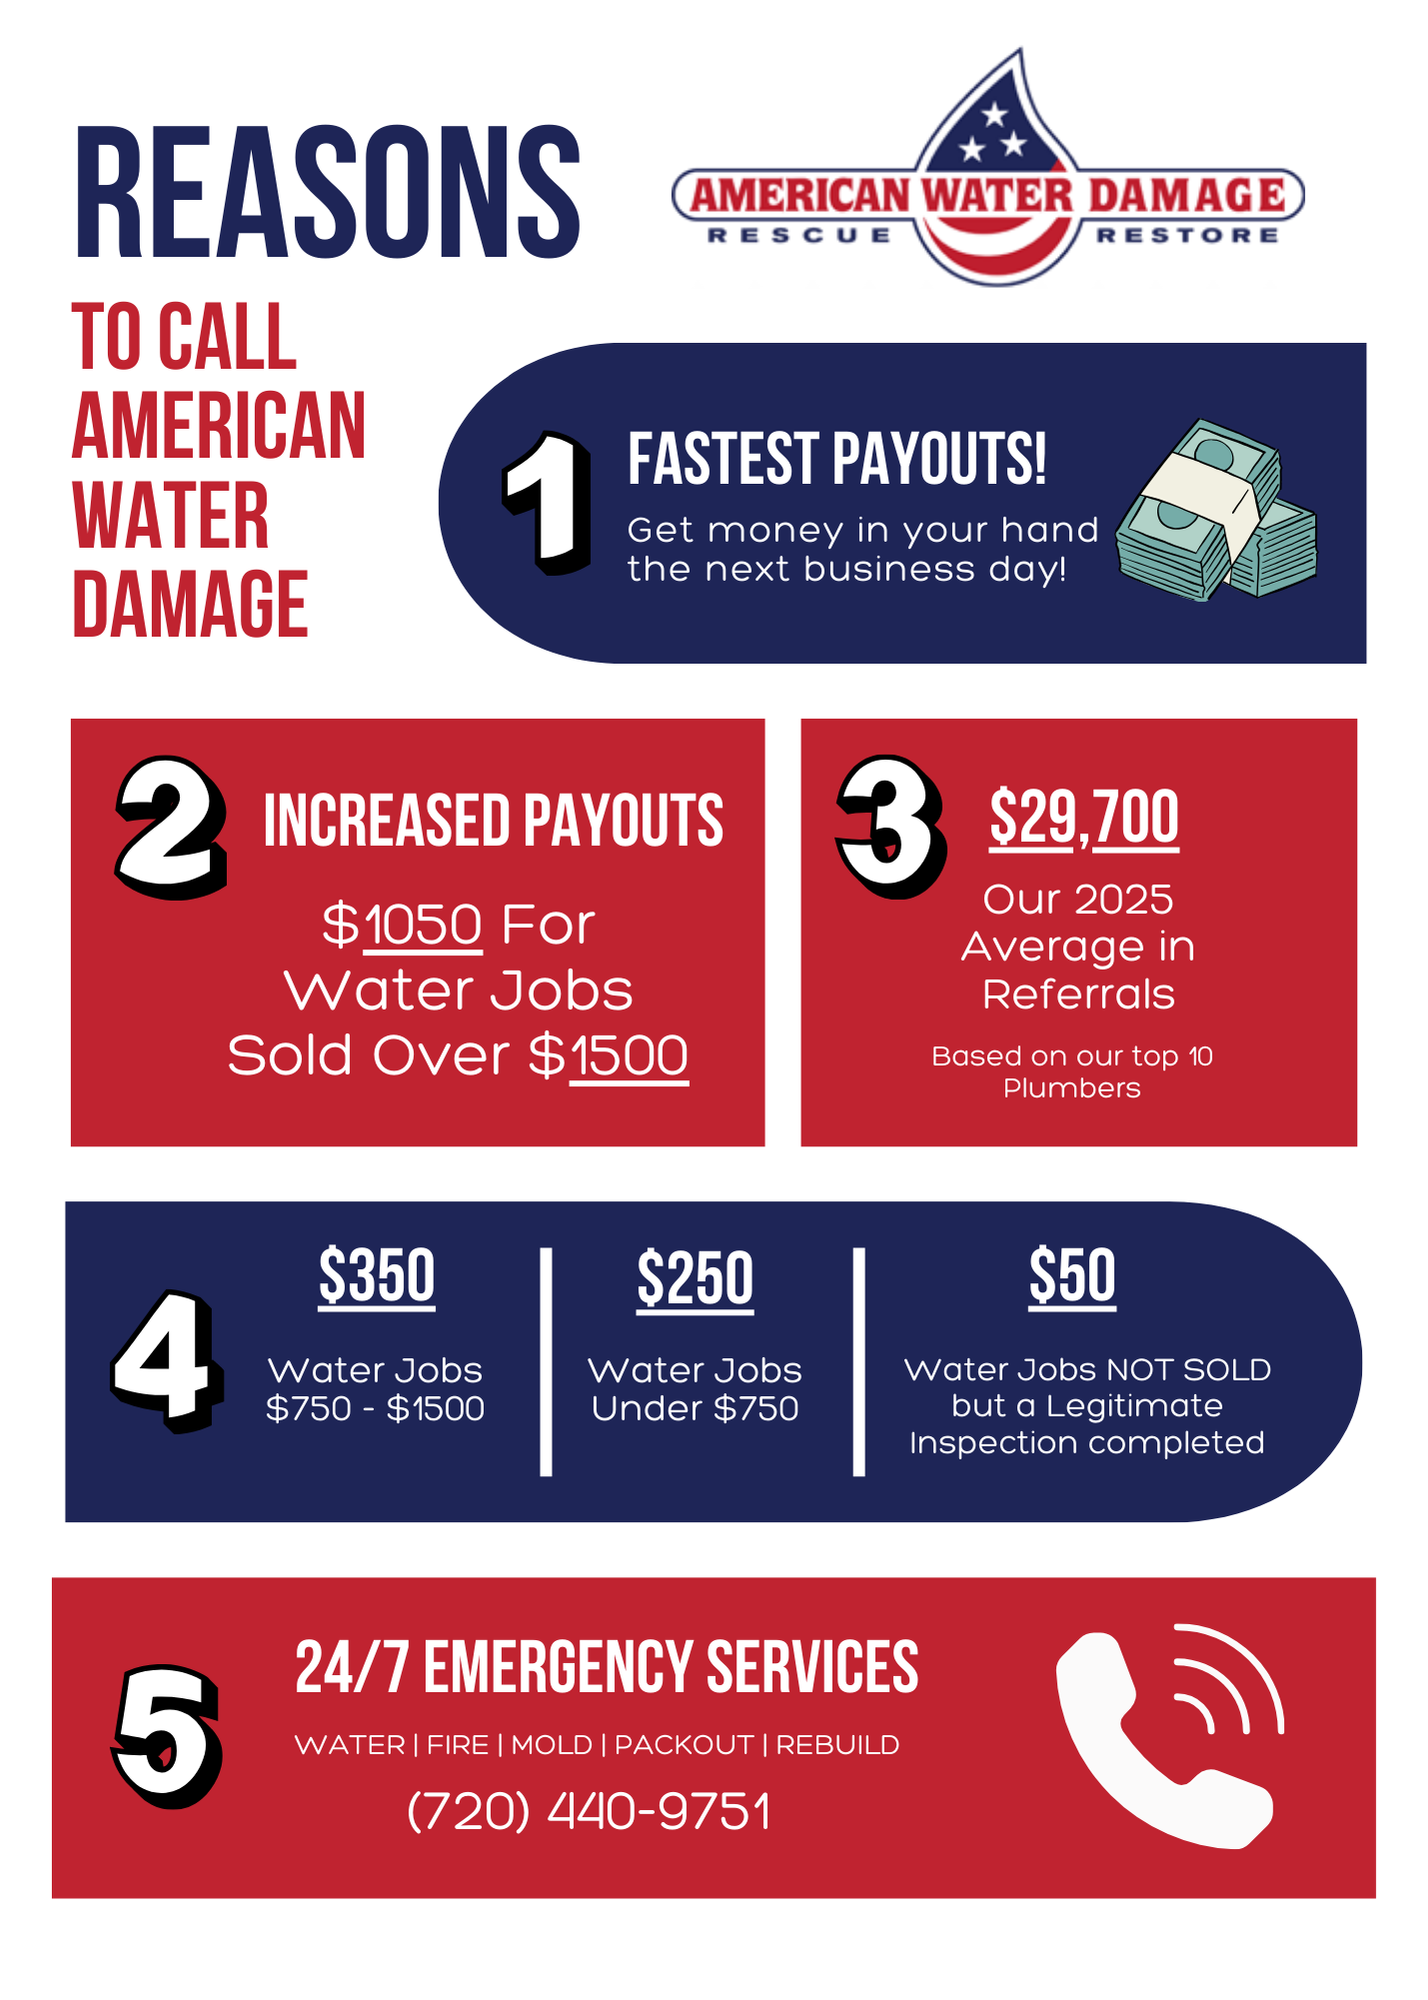 REASONS
AMERICAN WATER DAMAGE
RESCUE RESTORE
TO CALL
AMERICAN
WATER
DAMAGE
1
FASTEST PAYOUTS!
Get money in your hand
the next business day!
2
INCREASED PAYOUTS
$1050 For
Water Jobs
Sold Over $1500
3
$29,700
Our 2025
Average in
Referrals
Based on our top 10
Plumbers
4
$350
Water Jobs
$750 - $1500
$250
Water Jobs
Under $750
$50
Water Jobs NOT SOLD
but a Legitimate
Inspection completed
5
24/7 EMERGENCY SERVICES
WATER | FIRE | MOLD | PACKOUT | REBUILD
(720) 440-9751